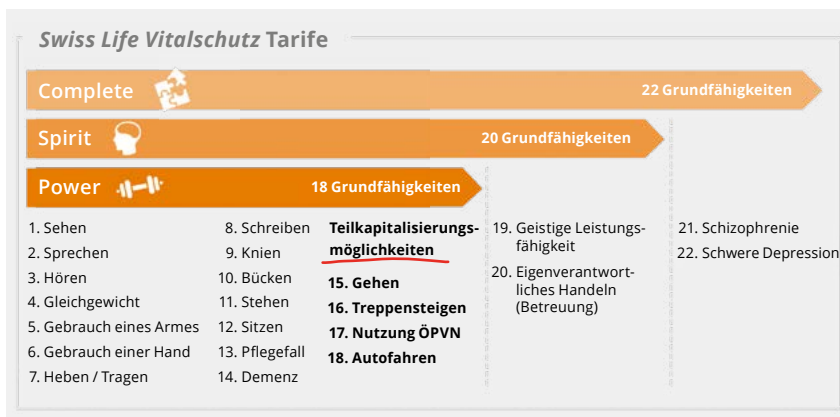 Swiss Life Vitalschutz Tarife
Complete
22 Grundfähigkeiten
Spirit
20 Grundfähigkeiten
Power
18 Grundfähigkeiten
1. Sehen
2. Sprechen
3. Hören
4. Gleichgewicht
5. Gebrauch eines Armes
6. Gebrauch einer Hand
7. Heben / Tragen
8. Schreiben
9. Knien
10. Bücken
11. Stehen
12. Sitzen
13. Pflegefall
14. Demenz
Teilkapitalisierungs-
möglichkeiten
15. Gehen
16. Treppensteigen
17. Nutzung ÖPVN
18. Autofahren
19. Geistige Leistungs-
fähigkeit
20. Eigenverantwort-
liches Handeln
(Betreuung)
21. Schizophrenie
22. Schwere Depression